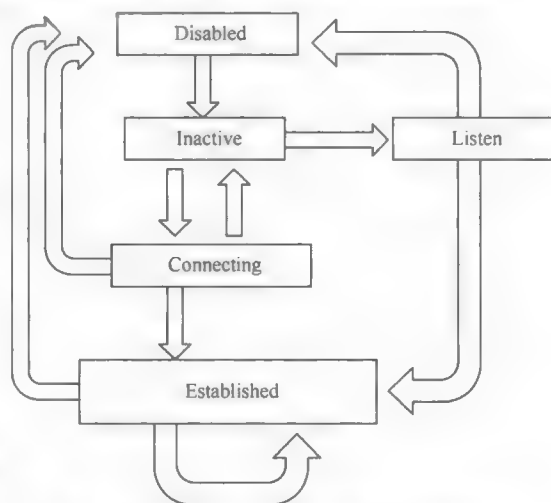 Disabled
Inactive
Listen
Connecting
Established